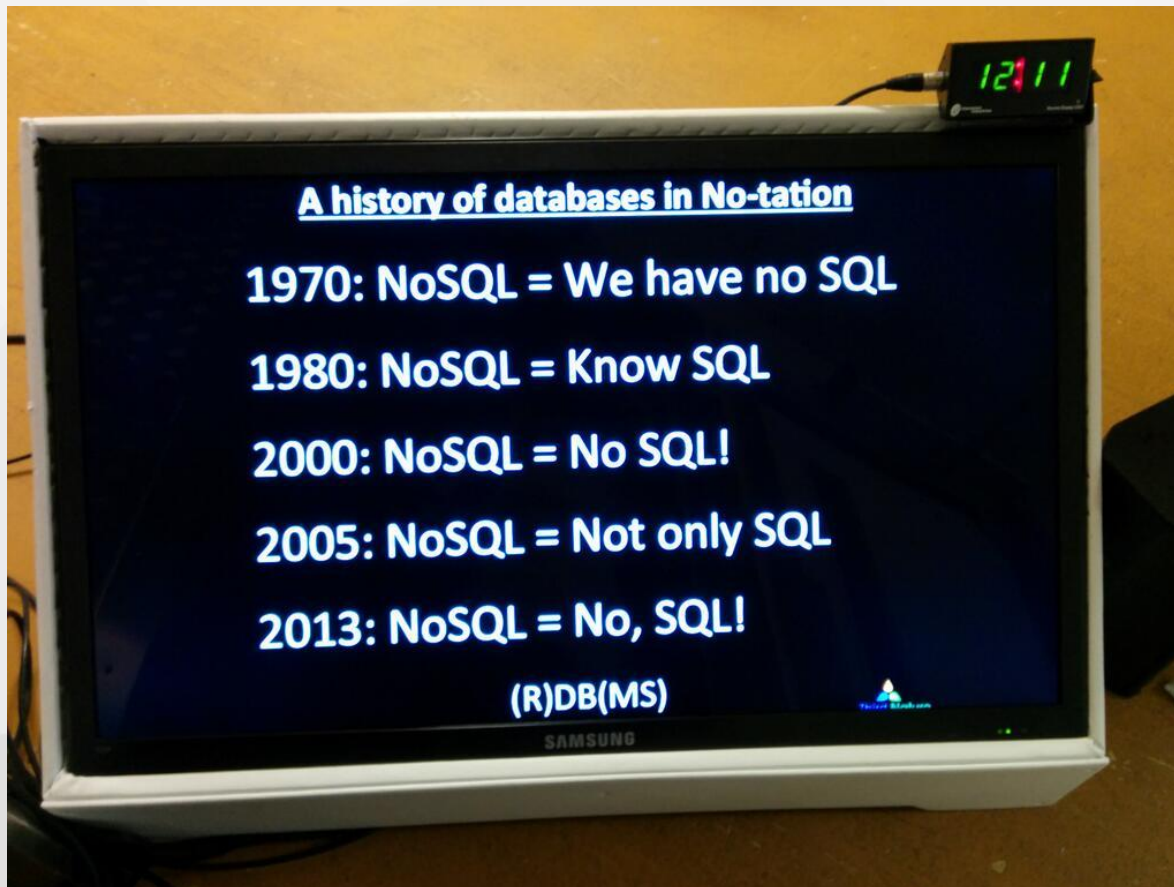 12:11
A history of databases in No-tation
1970: NoSQL = We have no SQL
1980: NoSQL = Know SQL
2000: NoSQL = No SQL!
2005: NoSQL = Not only SQL
2013: NoSQL = No, SQL!
(R)DB(MS)
SAMSUNG